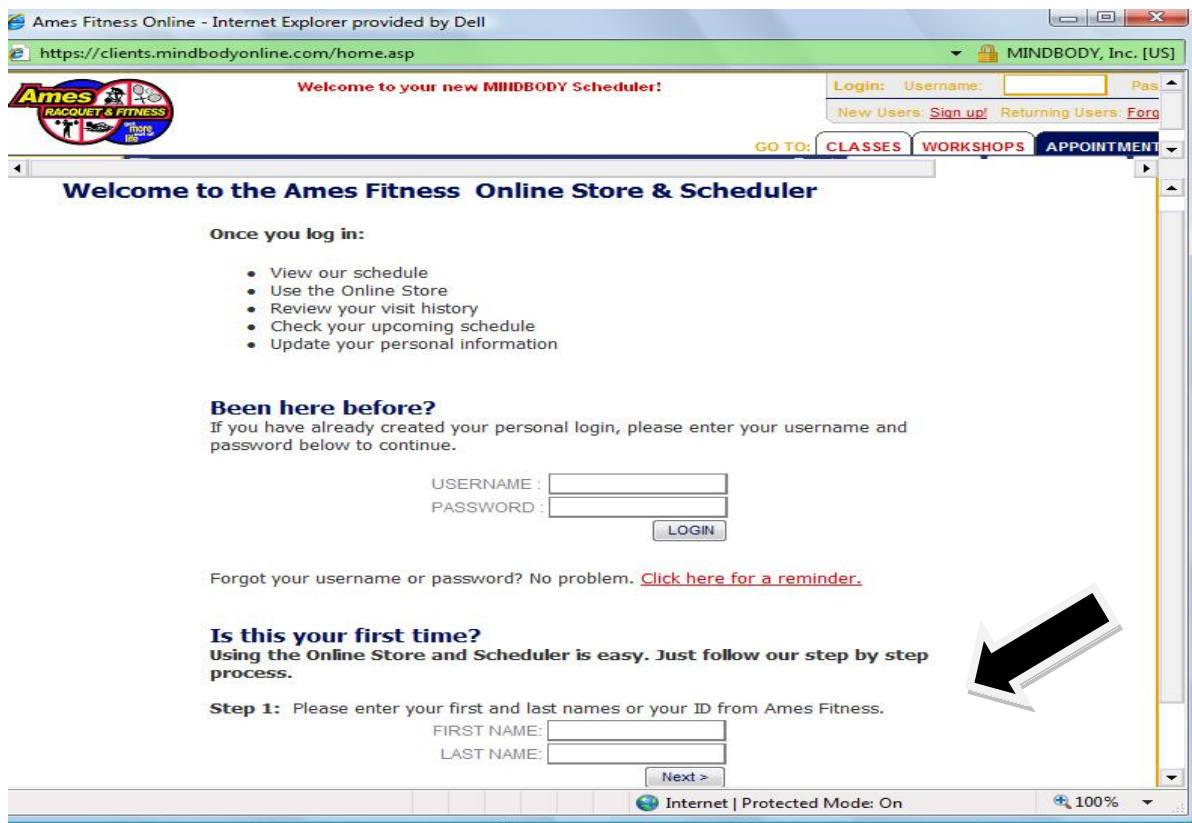 Ames Fitness Online - Internet Explorer provided by Dell
https://clients.mindbodyonline.com/home.asp
MINDBODY, Inc. [US]
Ames
RACQUET & FITNESS
more
life
Welcome to your new MINDBODY Scheduler!
Login: Username: Pas
New Users: Sign up! Returning Users: Forg
GO TO: CLASSES WORKSHOPS APPOINTMENT
Welcome to the Ames Fitness Online Store & Scheduler
Once you log in:
• View our schedule
• Use the Online Store
• Review your visit history
• Check your upcoming schedule
• Update your personal information
Been here before?
If you have already created your personal login, please enter your username and
password below to continue.
USERNAME :
PASSWORD :
LOGIN
Forgot your username or password? No problem. Click here for a reminder.
Is this your first time?
Using the Online Store and Scheduler is easy. Just follow our step by step
process.
Step 1: Please enter your first and last names or your ID from Ames Fitness.
FIRST NAME:
LAST NAME:
Next >
Internet | Protected Mode: On
100%